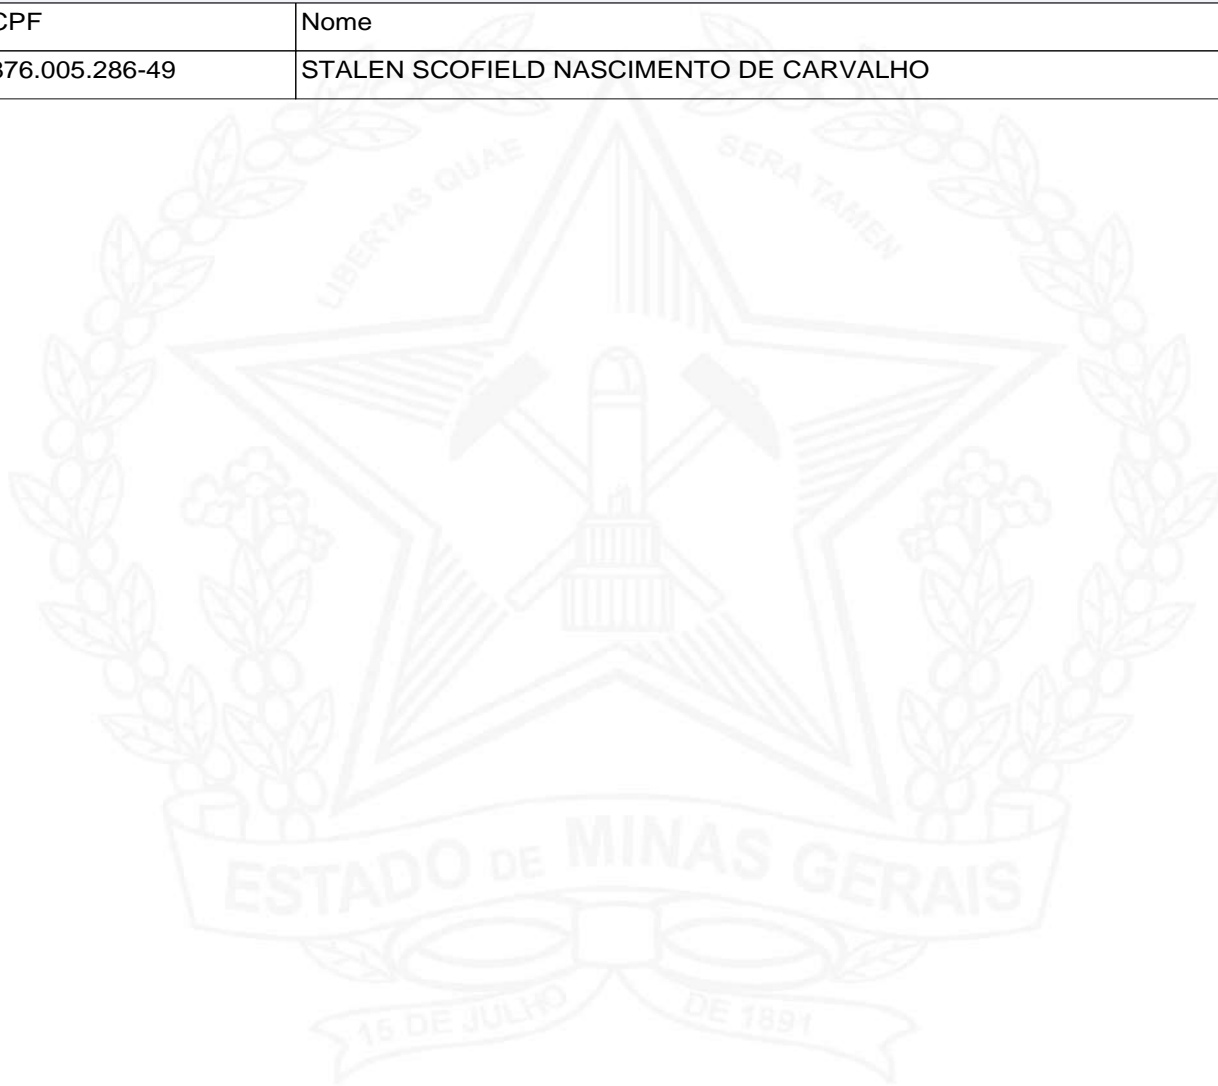 CPF Nome
376.005.286-49 STALEN SCOFIELD NASCIMENTO DE CARVALHO
LIBERTAS QUAE SERA TAMEN
ESTADO DE MINAS GERAIS
15 DE JULHO DE 1891